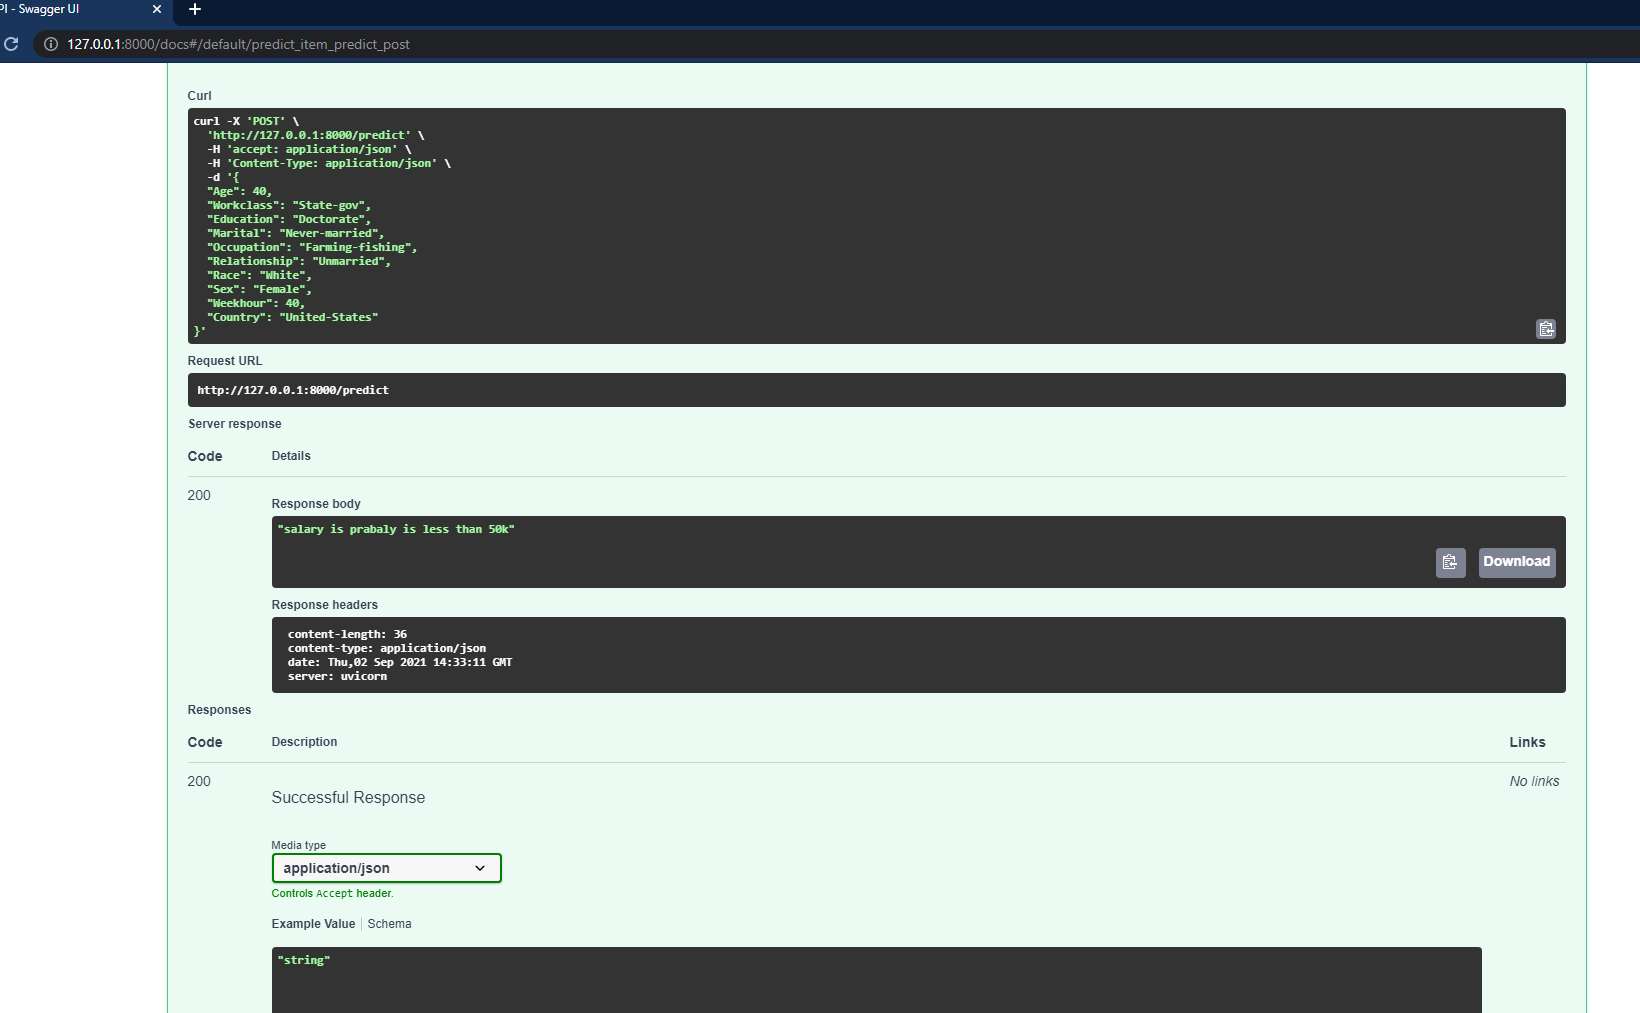 PI - Swagger UI
127.0.0.1:8000/docs#/default/predict_item_predict_post
Curl
curl -X 'POST' \
'http://127.0.0.1:8000/predict' \
-H 'accept: application/json' \
-H 'Content-Type: application/json' \
-d '{
"Age": 40,
"Workclass": "State-gov",
"Education": "Doctorate",
"Marital": "Never-married",
"Occupation": "Farming-fishing",
"Relationship": "Unmarried",
"Race": "White",
"Sex": "Female",
"Weekhour": 40,
"Country": "United-States"
}'
Request URL
http://127.0.0.1:8000/predict
Server response
Code Details
200
Response body
"salary is prabaly is less than 50k"
Download
Response headers
content-length: 36
content-type: application/json
date: Thu,02 Sep 2021 14:33:11 GMT
server: uvicorn
Responses
Code Description Links
200 No links
Successful Response
Media type
application/json
Controls Accept header.
Example Value Schema
"string"